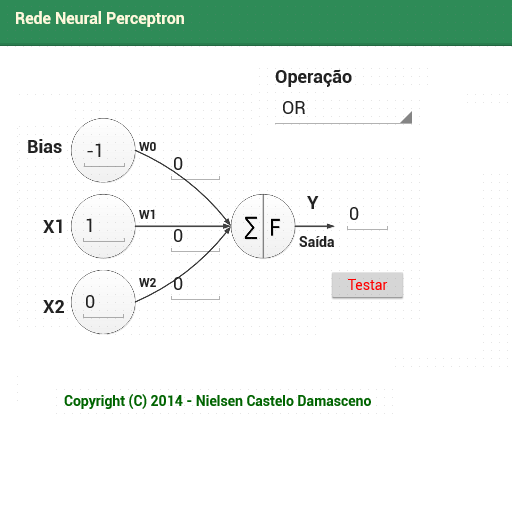 Rede Neural Perceptron
Operação
OR
Bias
-1
W0
0
X1
1
W1
0
∑ F
Y
0
Saída
X2
0
W2
0
Testar
Copyright (C) 2014 - Nielsen Castelo Damasceno